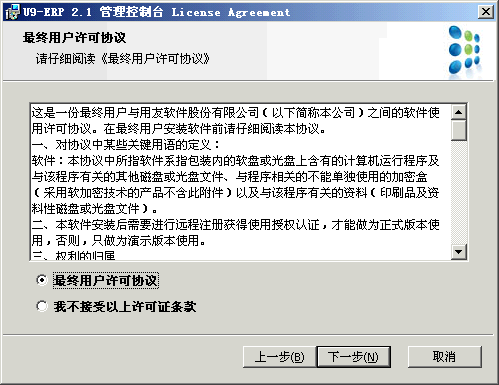 U9-ERP 2.1 管理控制台 License Agreement
最终用户许可协议
请仔细阅读《最终用户许可协议》
这是一份最终用户与用友软件股份有限公司（以下简称本公司）之间的软件使
用许可协议。在最终用户安装软件前请仔细阅读本协议。
一、对协议中某些关键用语的定义：
软件：本协议中所指软件系指包装内的软盘或光盘上含有的计算机运行程序及
与该程序有关的其他磁盘或光盘文件、与程序相关的不能单独使用的加密盒
（采用软加密技术的产品不含此附件）以及与该程序有关的资料（印刷品及资
料性磁盘或光盘文件）。
二、本软件安装后需要进行远程注册获得使用授权认证，才能做为正式版本使
用，否则，只做为演示版本使用。
三、权利的归属
最终用户许可协议
我不接受以上许可证条款
上一步(B)
下一步(N)
取消